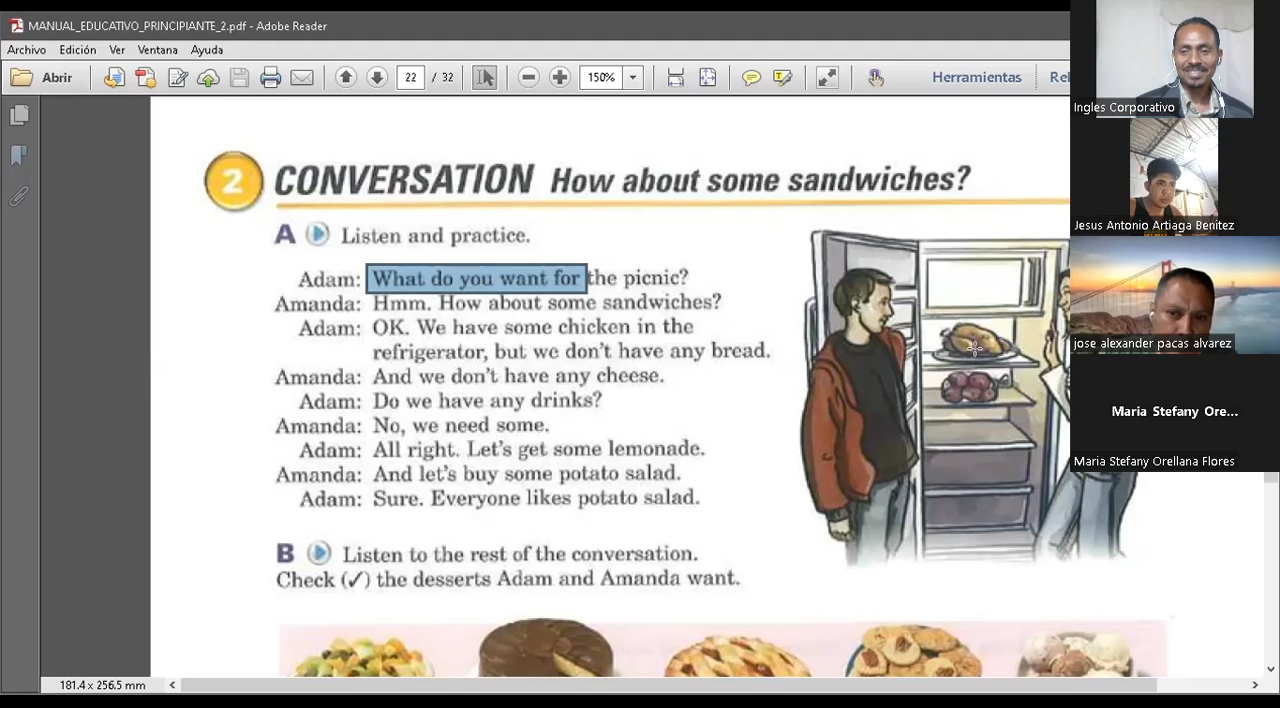 MANUAL_EDUCATIVO_PRINCIPIANTE_2.pdf - Adobe Reader
Archivo Edición Ver Ventana Ayuda
Abrir 22 / 32 150% Herramientas
Ingles Corporativo
Jesus Antonio Artiaga Benitez
jose alexander pacas alvarez
Maria Stefany Ore...
Maria Stefany Orellana Flores
2 CONVERSATION How about some sandwiches?
A Listen and practice.
Adam: What do you want for the picnic?
Amanda: Hmm. How about some sandwiches?
Adam: OK. We have some chicken in the
refrigerator, but we don't have any bread.
Amanda: And we don't have any cheese.
Adam: Do we have any drinks?
Amanda: No, we need some.
Adam: All right. Let's get some lemonade.
Amanda: And let's buy some potato salad.
Adam: Sure. Everyone likes potato salad.
B Listen to the rest of the conversation.
Check (✓) the desserts Adam and Amanda want.
181.4 x 256.5 mm